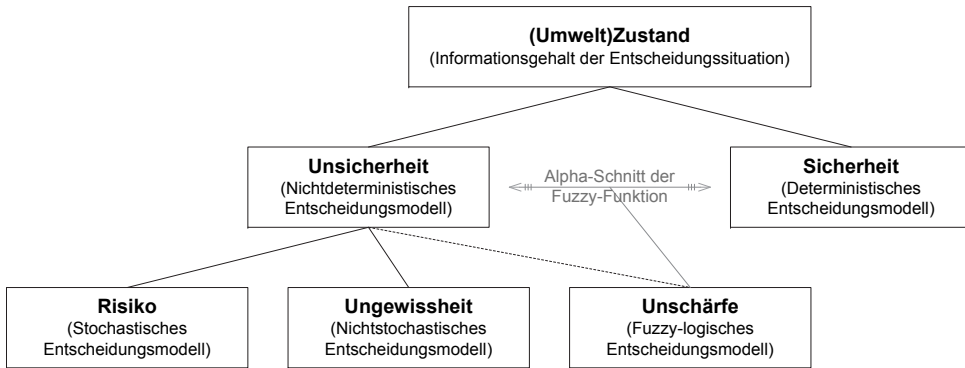 (Umwelt)Zustand
(Informationsgehalt der Entscheidungssituation)
Unsicherheit
(Nichtdeterministisches
Entscheidungsmodell)
Alpha-Schnitt der
Fuzzy-Funktion
Sicherheit
(Deterministisches
Entscheidungsmodell)
Risiko
(Stochastisches
Entscheidungsmodell)
Ungewissheit
(Nichtstochastisches
Entscheidungsmodell)
Unschärfe
(Fuzzy-logisches
Entscheidungsmodell)